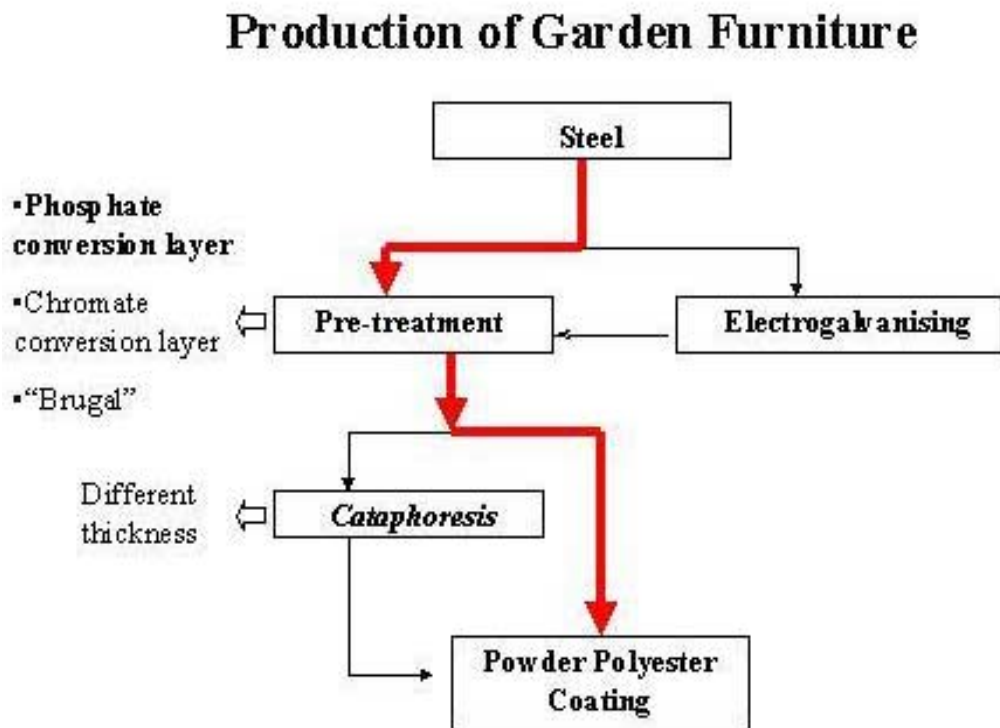 Production of Garden Furniture
Steel
▪Phosphate
conversion layer
▪Chromate
conversion layer
▪“Brugal”
Pre-treatment
Electrogalvanising
Different
thickness
Cataphoresis
Powder Polyester
Coating